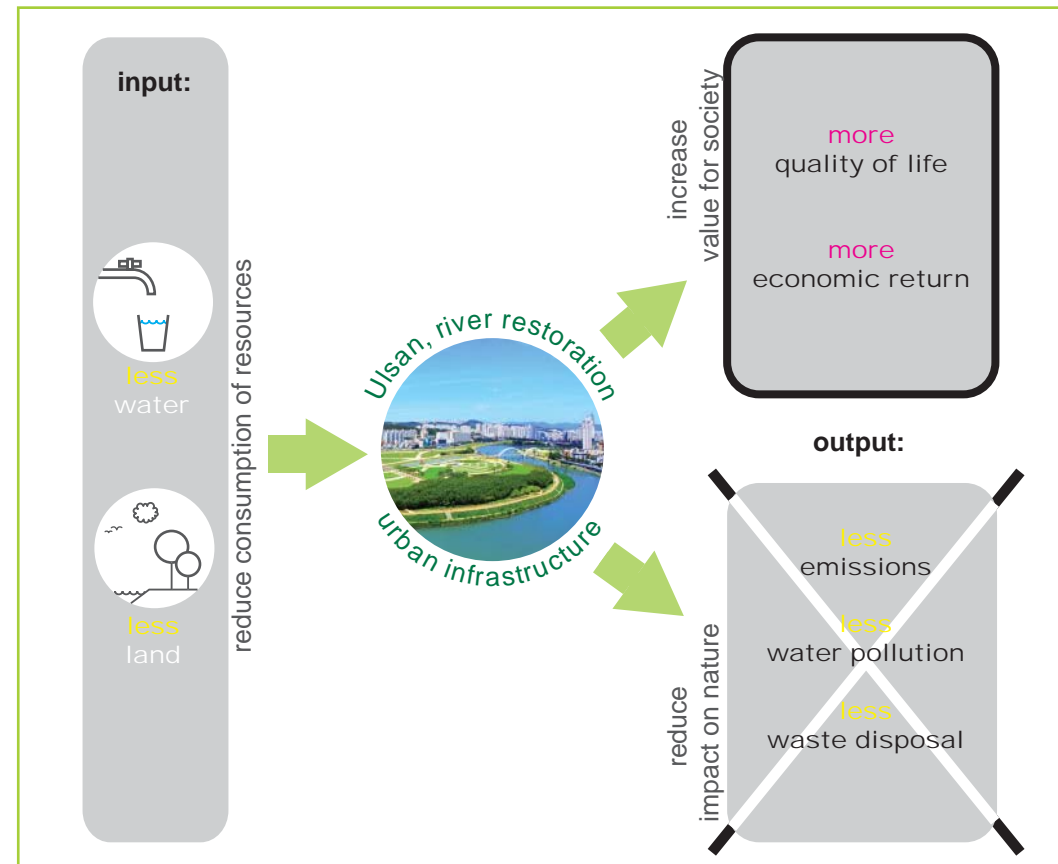 input:
less
water
less
land
reduce consumption of resources
Ulsan, river restoration
urban infrastructure
increase
value for society
more
quality of life
more
economic return
output:
reduce
impact on nature
less
emissions
less
water pollution
less
waste disposal